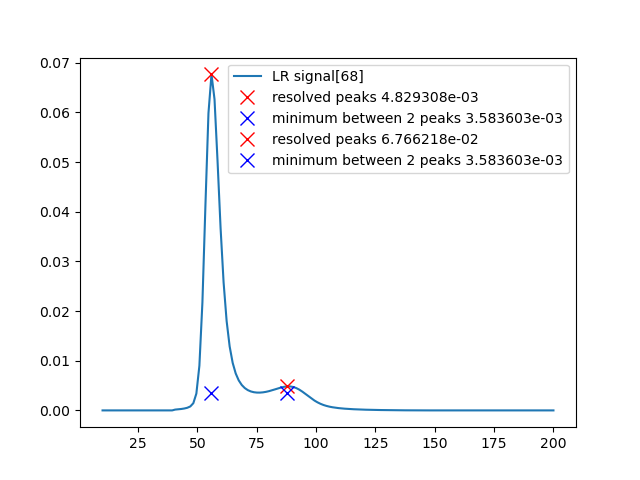 0.07
0.06
0.05
0.04
0.03
0.02
0.01
0.00
LR signal[68]
resolved peaks 4.829308e-03
minimum between 2 peaks 3.583603e-03
resolved peaks 6.766218e-02
minimum between 2 peaks 3.583603e-03
25 50 75 100 125 150 175 200